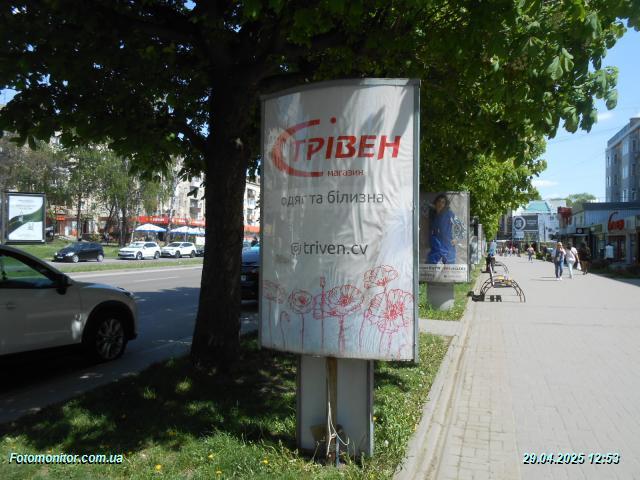 ТРІВЕН
магазин
одяг та білизна
@triven.cv
Fotomonitor.com.ua
29.04.2025 12:53